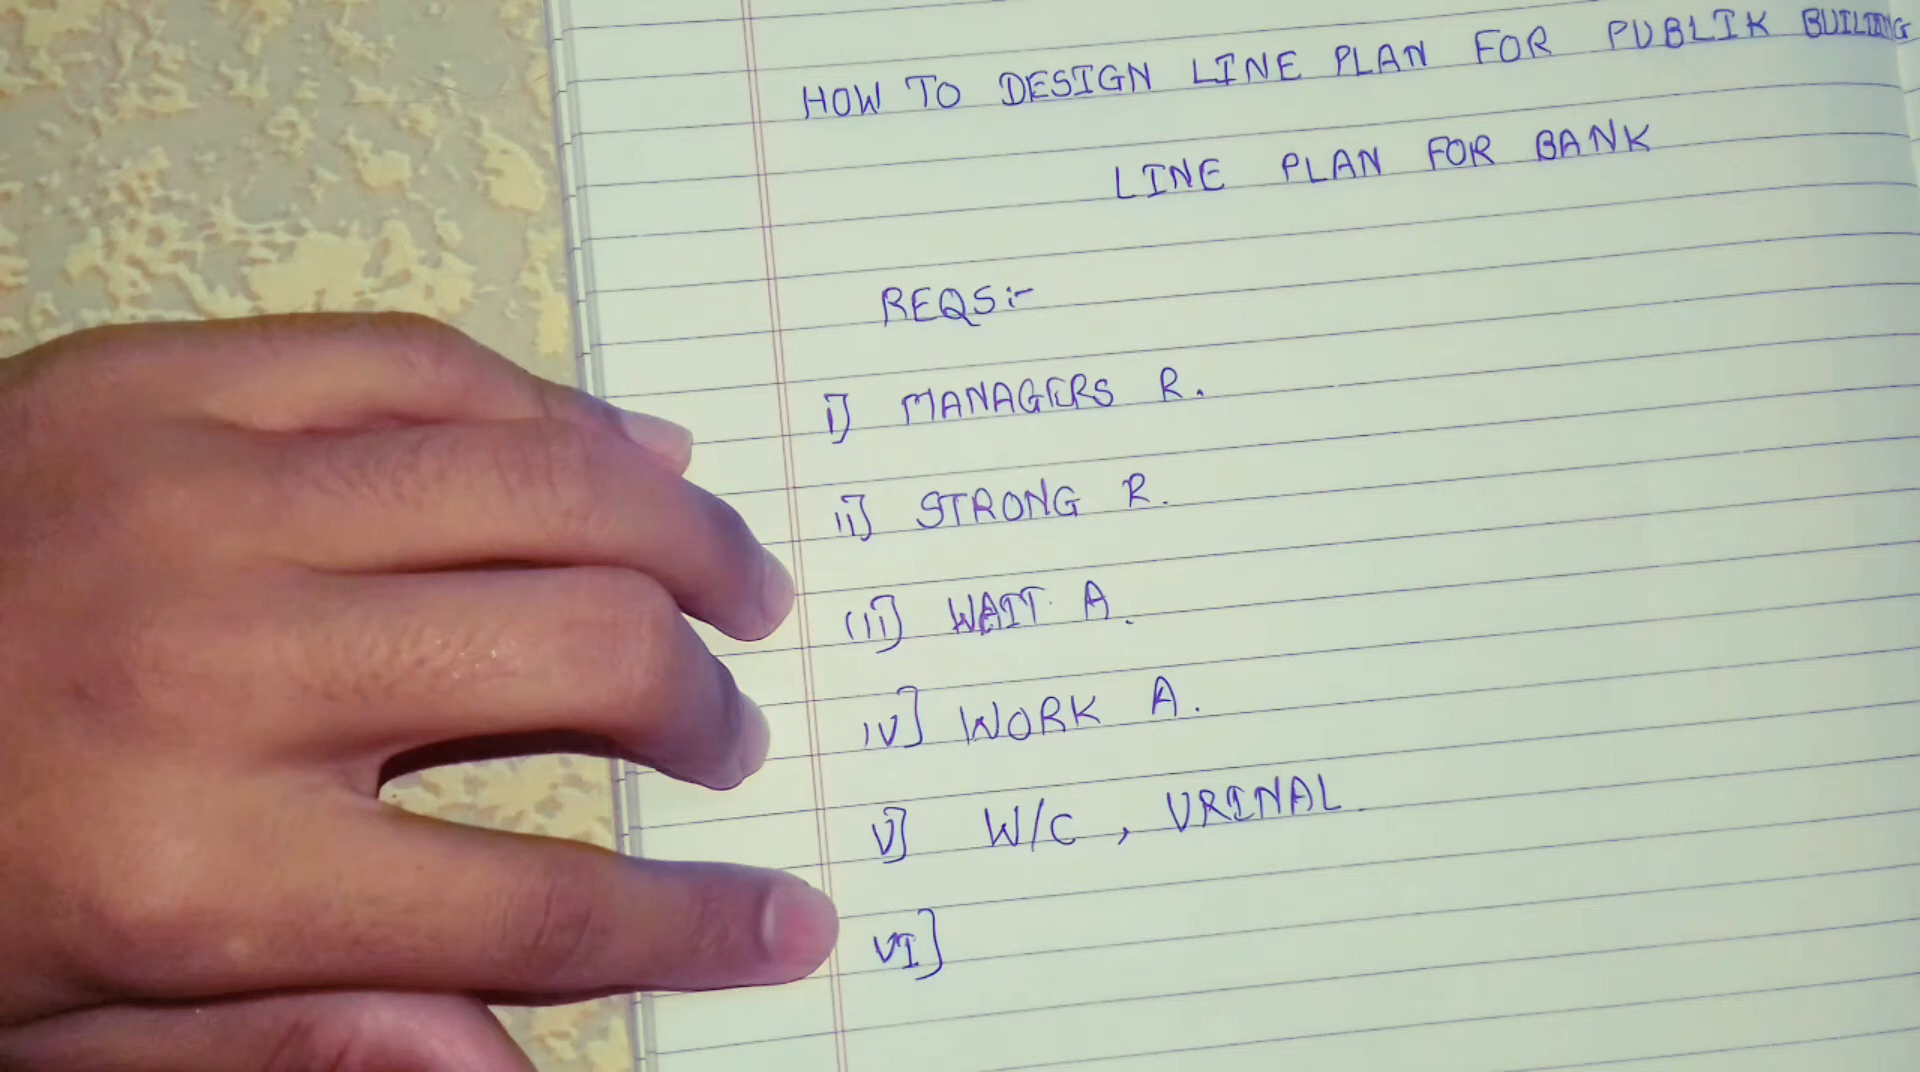 HOW TO DESIGN LINE PLAN FOR PUBLIK BUILDING
LINE PLAN FOR BANK
REQS:-
i] MANAGERS R.
ii] STRONG R.
iii] WAIT. A.
iv] WORK A.
v] W/C, URINAL.
vi]